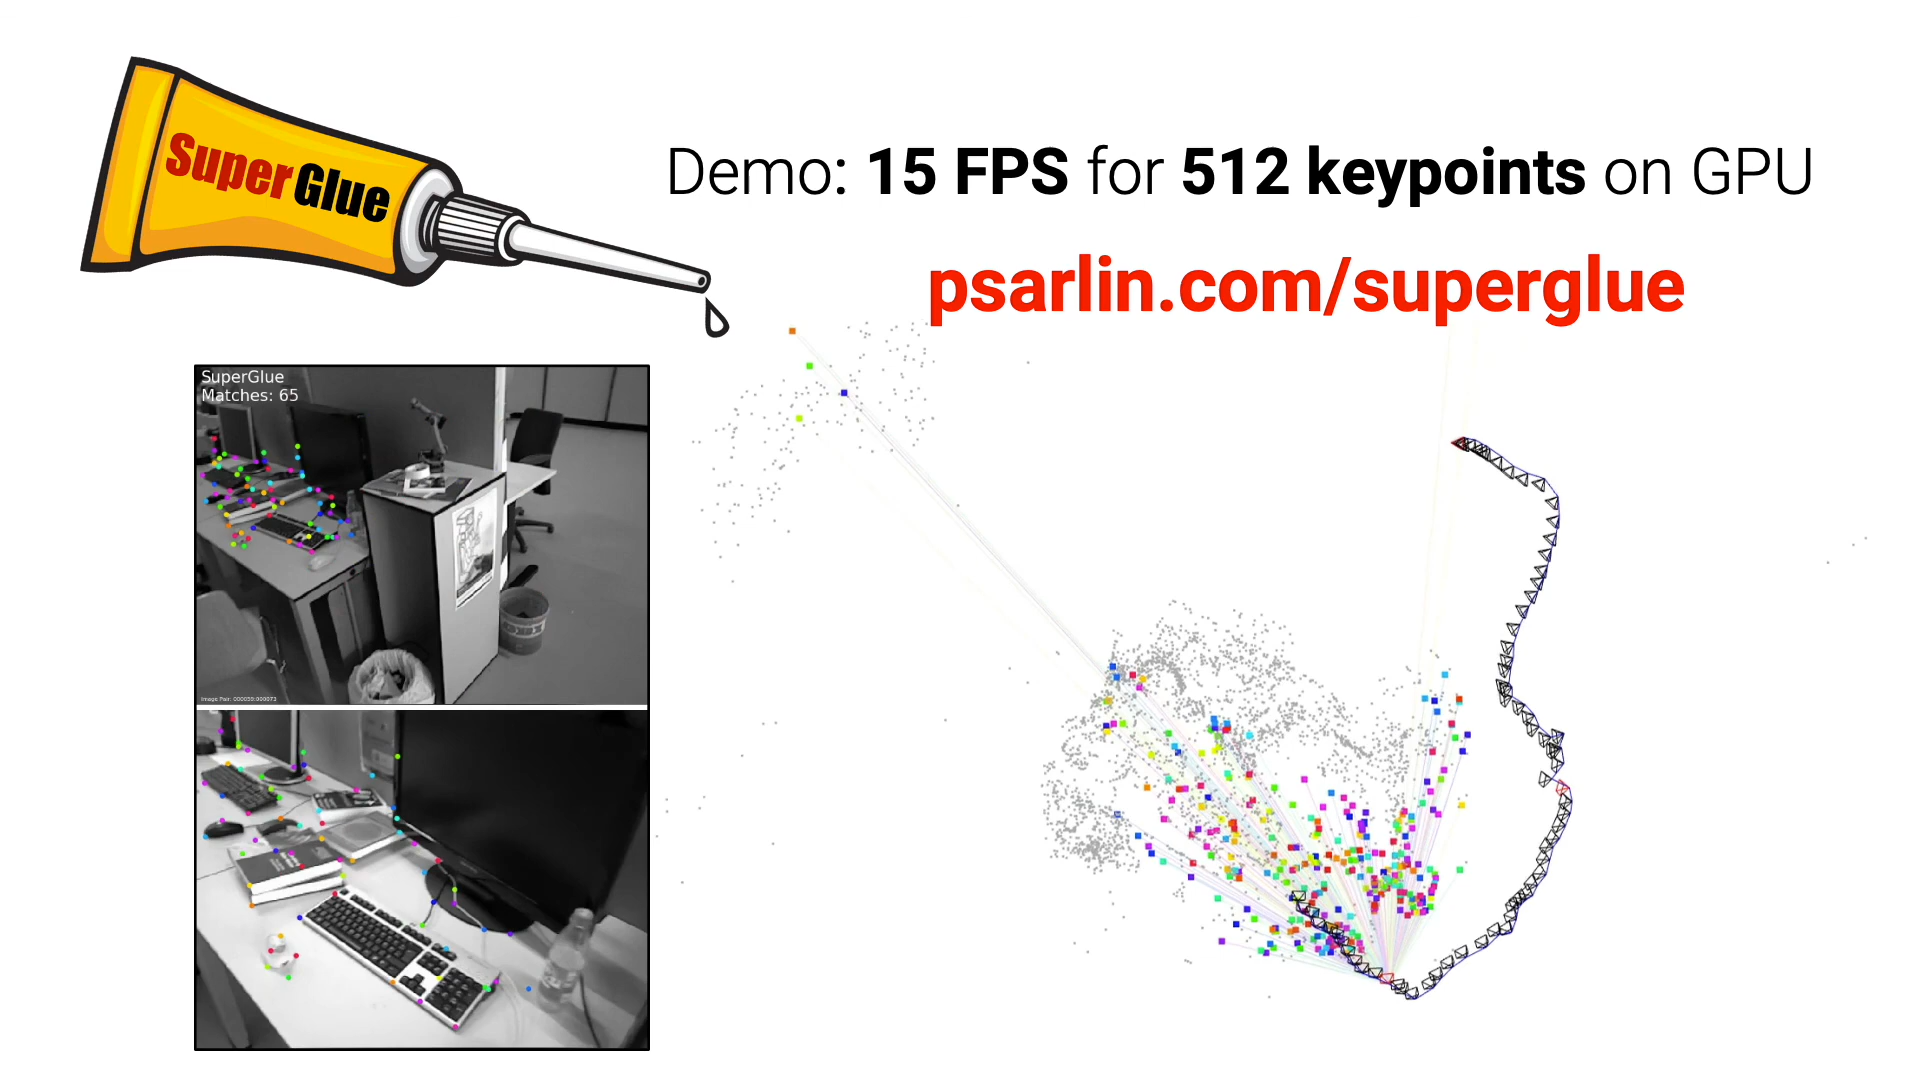 SuperGlue
Demo: 15 FPS for 512 keypoints on GPU
psarlin.com/superglue
SuperGlue
Matches: 65